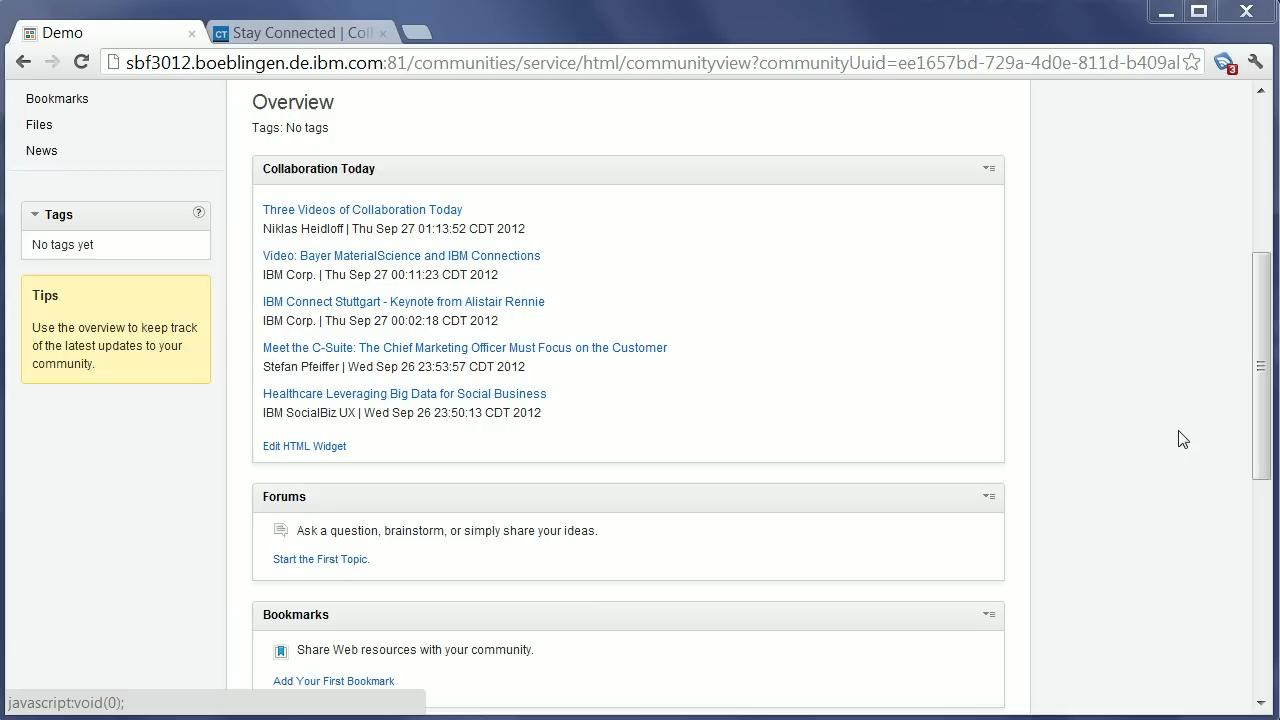 Demo
Stay Connected | Coll
sbf3012.boeblingen.de.ibm.com:81/communities/service/html/communityview?communityUuid=ee1657bd-729a-4d0e-811d-b409al
3
Bookmarks
Files
News
Tags
?
No tags yet
Tips
Use the overview to keep track
of the latest updates to your
community.
Overview
Tags: No tags
Collaboration Today
Three Videos of Collaboration Today
Niklas Heidloff | Thu Sep 27 01:13:52 CDT 2012
Video: Bayer MaterialScience and IBM Connections
IBM Corp. | Thu Sep 27 00:11:23 CDT 2012
IBM Connect Stuttgart - Keynote from Alistair Rennie
IBM Corp. | Thu Sep 27 00:02:18 CDT 2012
Meet the C-Suite: The Chief Marketing Officer Must Focus on the Customer
Stefan Pfeiffer | Wed Sep 26 23:53:57 CDT 2012
Healthcare Leveraging Big Data for Social Business
IBM SocialBiz UX | Wed Sep 26 23:50:13 CDT 2012
Edit HTML Widget
Forums
Ask a question, brainstorm, or simply share your ideas.
Start the First Topic.
Bookmarks
Share Web resources with your community.
Add Your First Bookmark
javascript:void(0);